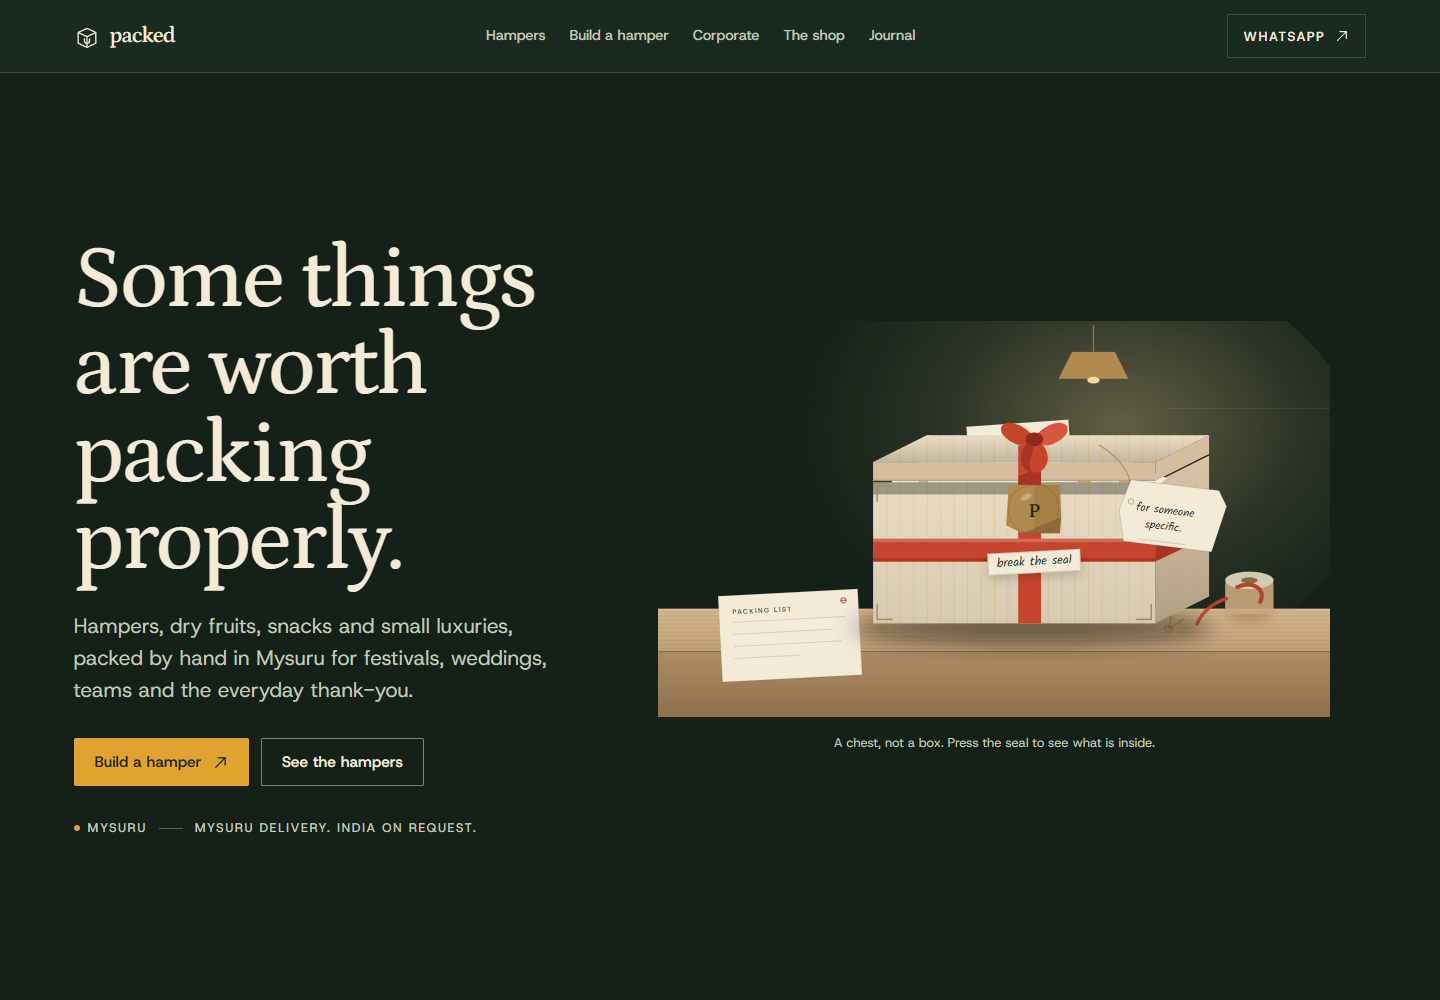 packed
Hampers
Build a hamper
Corporate
The shop
Journal
WHATSAPP
Some things
are worth
packing
properly.
Hampers, dry fruits, snacks and small luxuries,
packed by hand in Mysuru for festivals, weddings,
teams and the everyday thank-you.
Build a hamper
See the hampers
MYSURU
MYSURU DELIVERY. INDIA ON REQUEST.
P
for someone
specific.
break the seal
PACKING LIST
A chest, not a box. Press the seal to see what is inside.